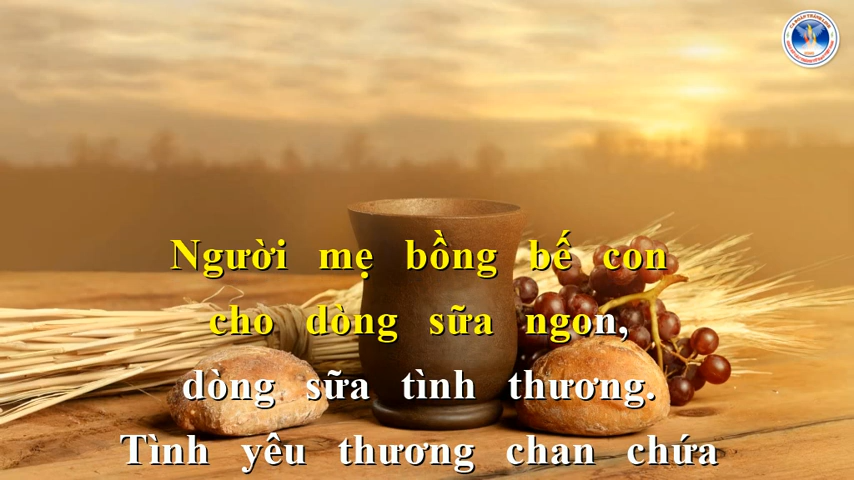 Người mẹ bồng bế con
cho dòng sữa ngon,
dòng sữa tình thương.
Tình yêu thương chan chứa